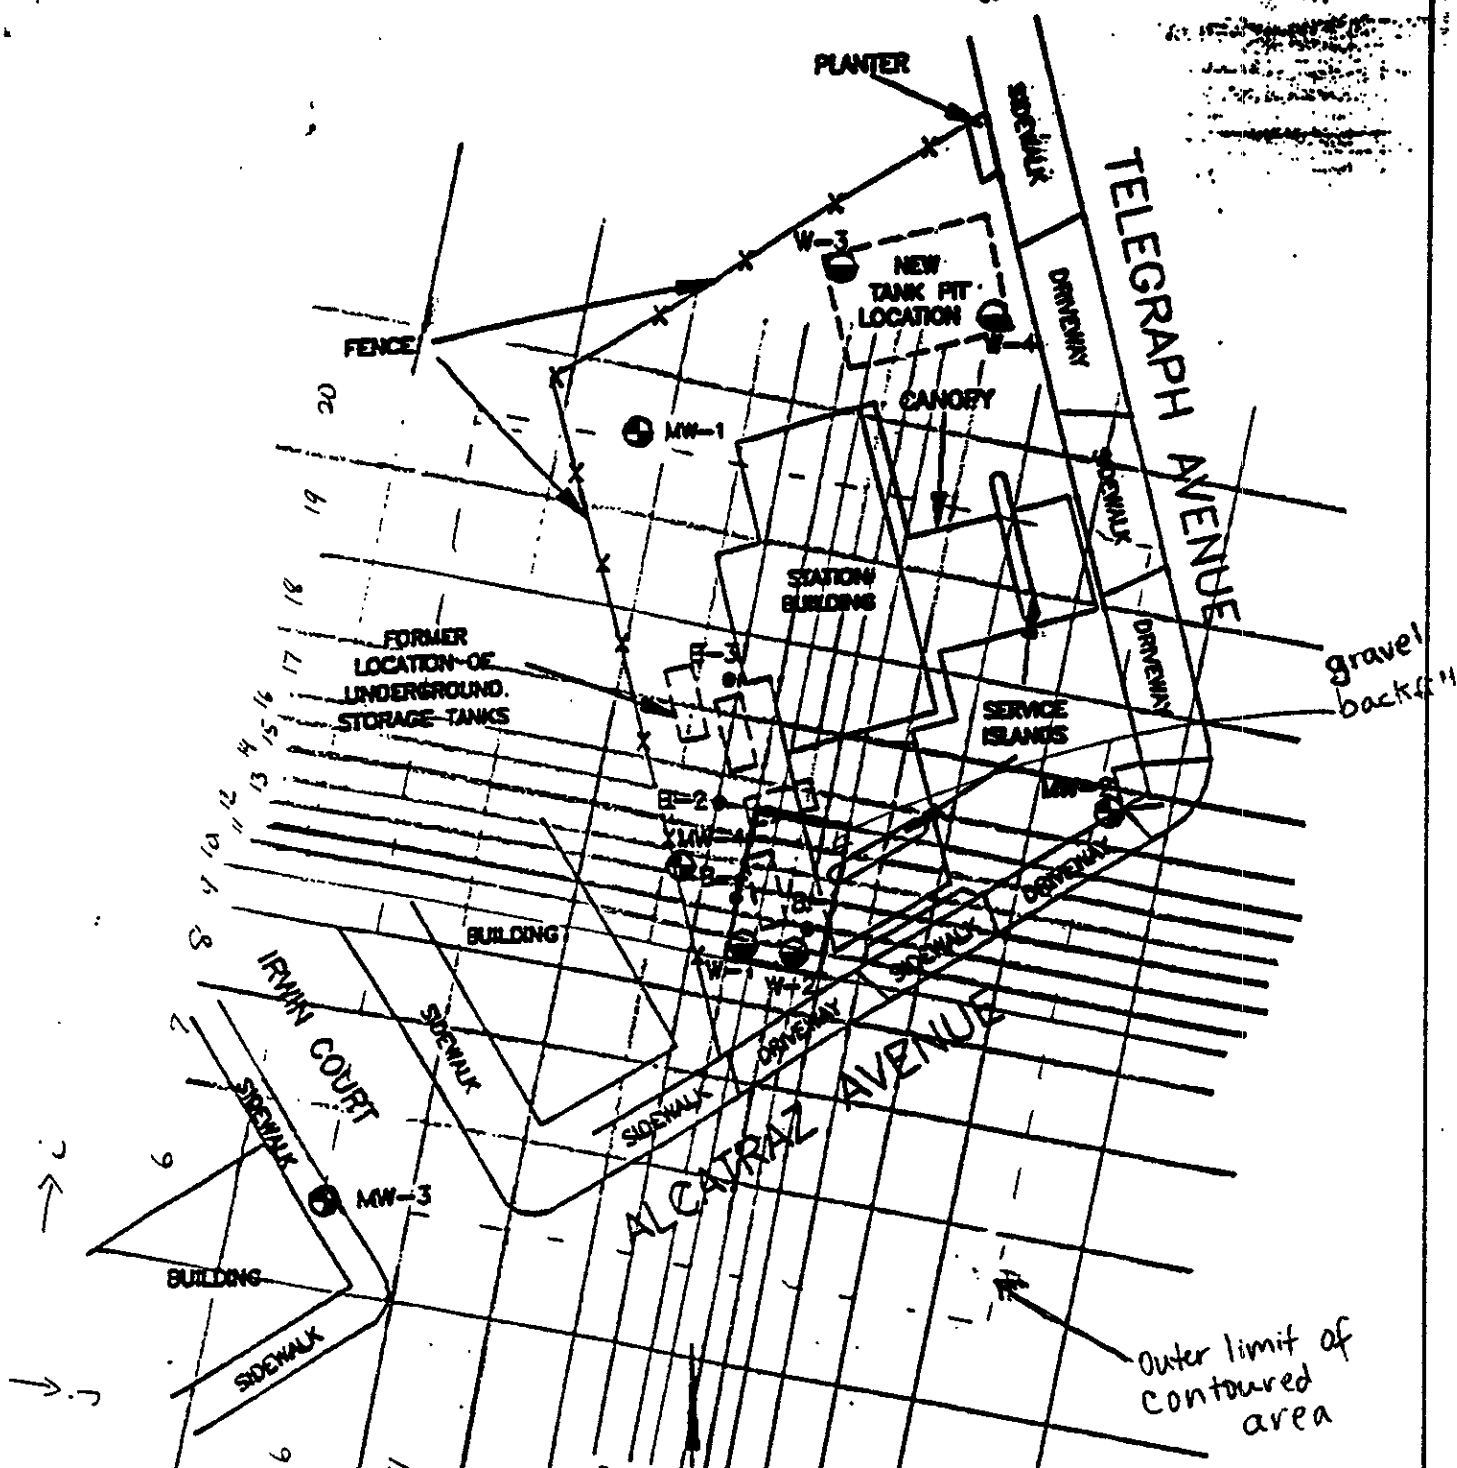 PLANTER
SIDEWALK
TELEGRAPH AVENUE
W-3
NEW
TANK PIT
LOCATION
DRIVEWAY
W-4
FENCE
20
CANOPY
MW-1
SIDEWALK
19
STATION/
BUILDING
18
FORMER
LOCATION OF
UNDERGROUND
STORAGE TANKS
17
DRIVEWAY
gravel
backfill
16
SERVICE
ISLANDS
15
14
13
12
11
10
9
8
7
6
B-2
MW-4
DRIVEWAY
BUILDING
SIDEWALK
W-1
W-2
IRWIN COURT
SIDEWALK
DRIVEWAY
ALCATRAZ AVENUE
SIDEWALK
SIDEWALK
MW-3
BUILDING
SIDEWALK
Outer limit of
contoured
area
i
j
6